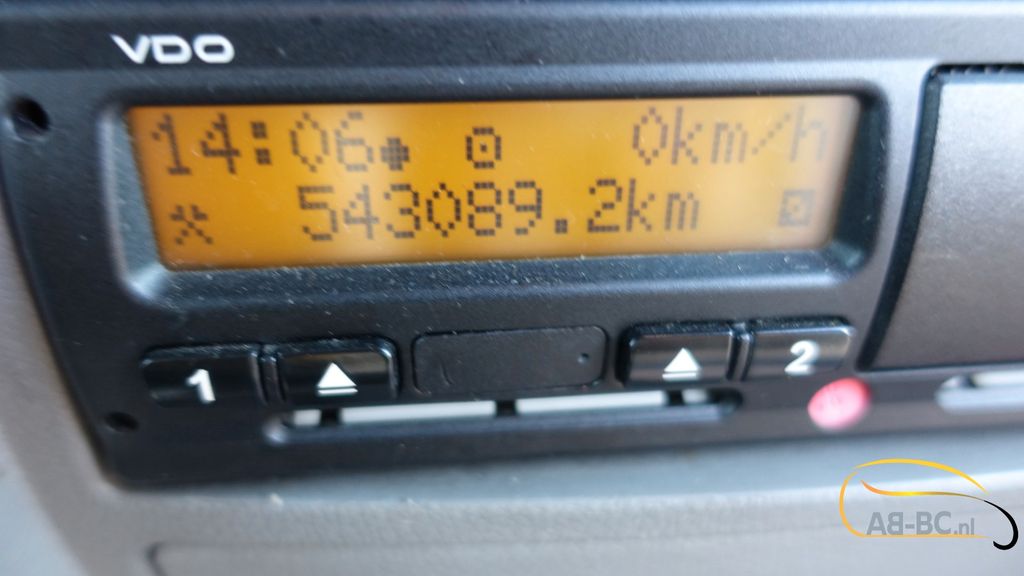 VDO
14:06 0km/h
543089.2km
1 2
AB-BC.nl